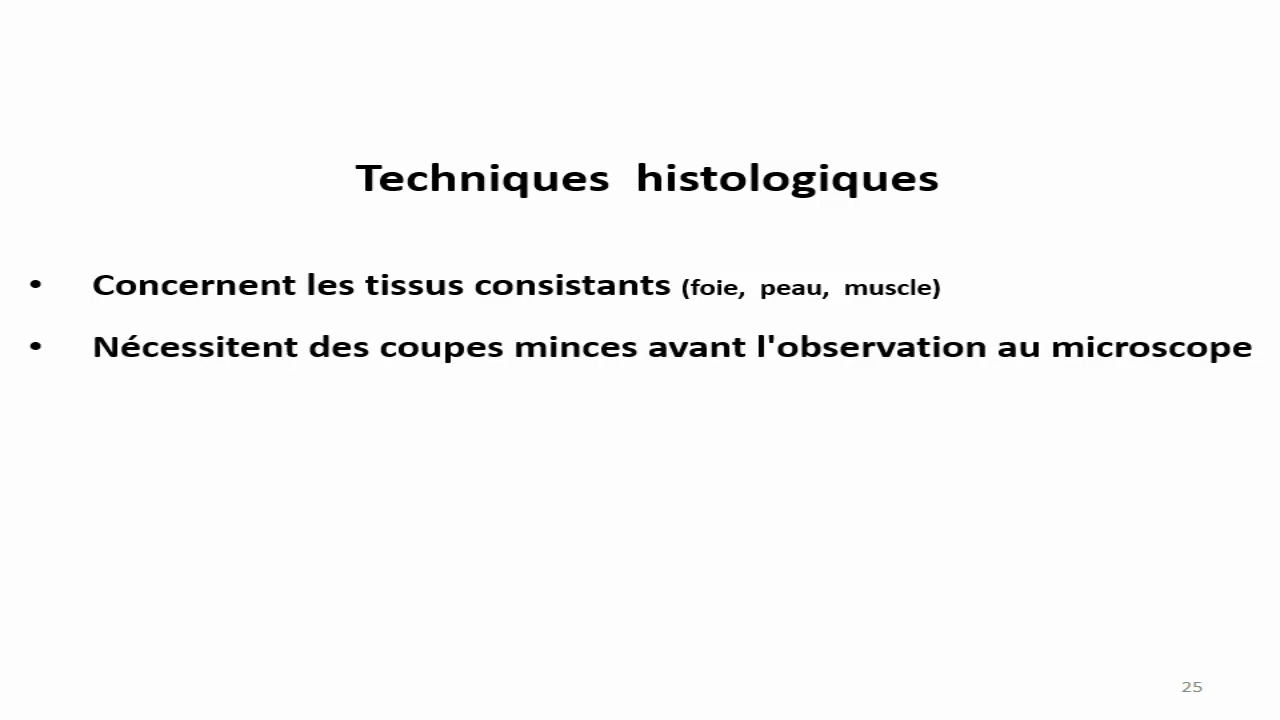 Techniques histologiques
• Concernent les tissus consistants (foie, peau, muscle)
• Nécessitent des coupes minces avant l'observation au microscope
25